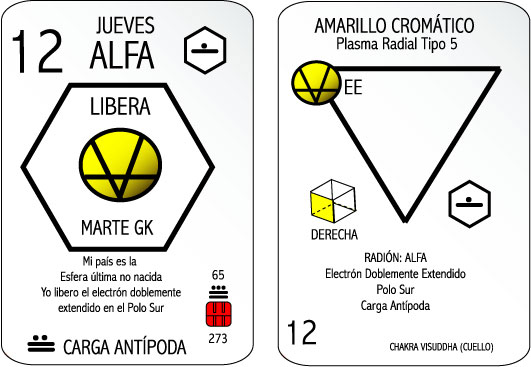 12
JUEVES
ALFA
LIBERA
MARTE GK
Mi país es la
Esfera última no nacida
Yo libero el electrón doblemente
extendido en el Polo Sur
65
273
CARGA ANTÍPODA
AMARILLO CROMÁTICO
Plasma Radial Tipo 5
EE
DERECHA
RADIÓN: ALFA
Electrón Doblemente Extendido
Polo Sur
Carga Antípoda
12
CHAKRA VISUDDHA (CUELLO)